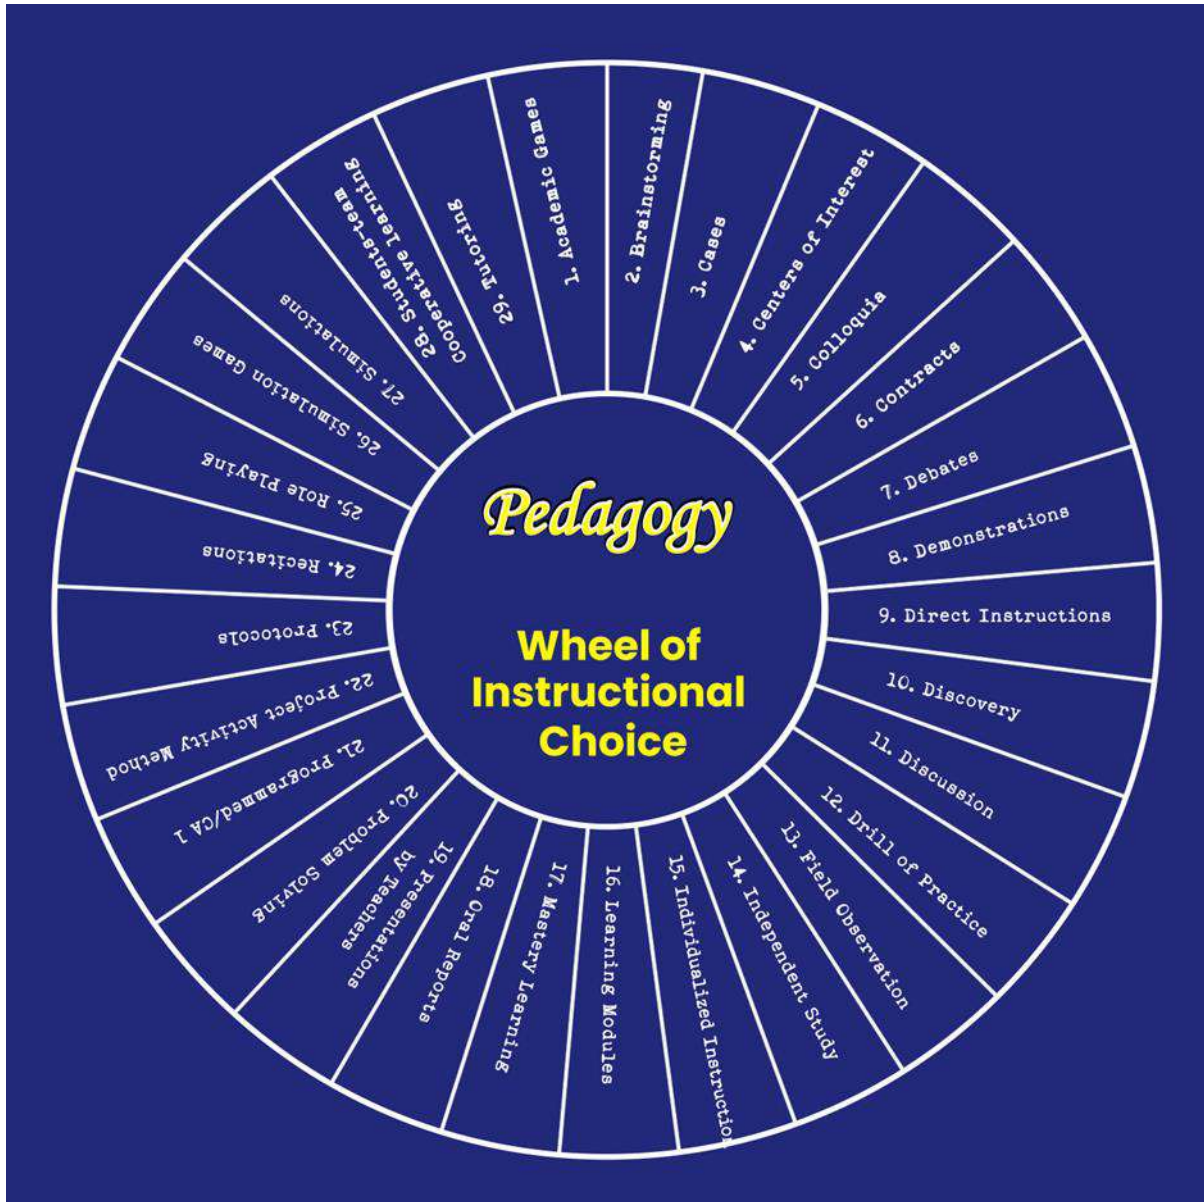 Pedagogy
Wheel of
Instructional
Choice
1. Academic Games
2. Brainstorming
3. Cases
4. Centers of Interest
5. Colloquia
6. Contracts
7. Debates
8. Demonstrations
9. Direct Instructions
10. Discovery
11. Discussion
12. Drill of Practice
13. Field Observation
14. Independent Study
15. Individualized Instruction
16. Learning Modules
17. Mastery Learning
18. Oral Reports
19. Presentations
by Teachers
20. Problem Solving
21. Programmed/CA 1
22. Project Activity Method
23. Protocols
24. Recitations
25. Role Playing
26. Simulation Games
27. Simulations
28. Students-team
Cooperative learning
29. Tutoring